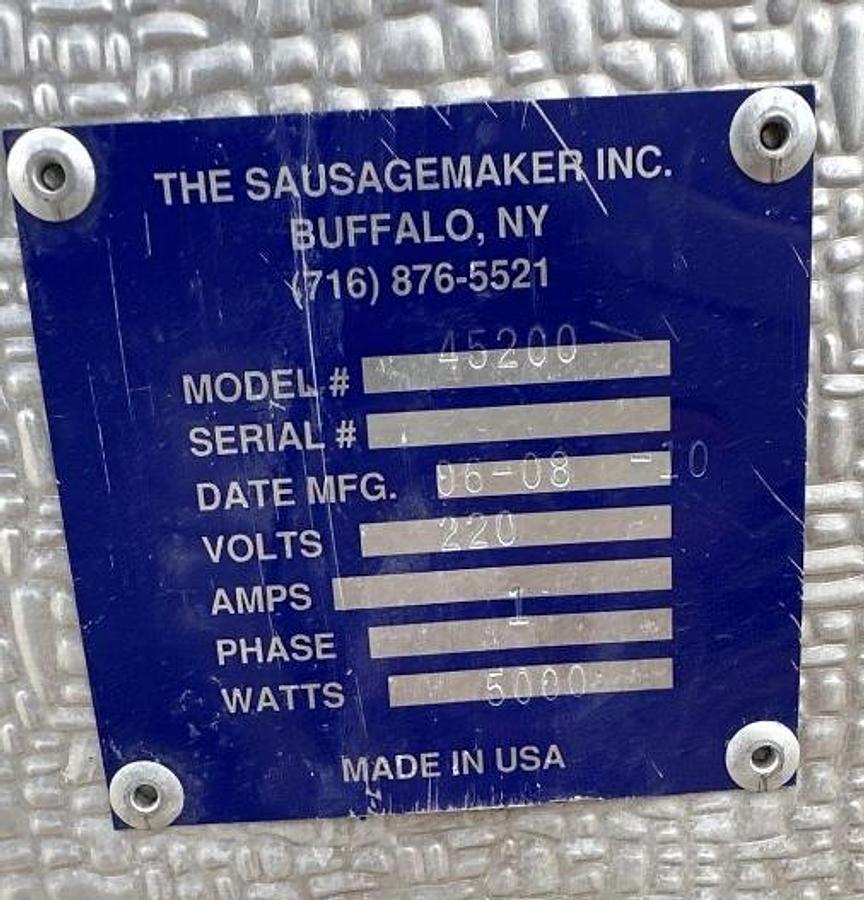 THE SAUSAGEMAKER INC.
BUFFALO, NY
(716) 876-5521
MODEL # 45200
SERIAL #
DATE MFG. 06-08 -10
VOLTS 220
AMPS
PHASE 1
WATTS 5000
MADE IN USA